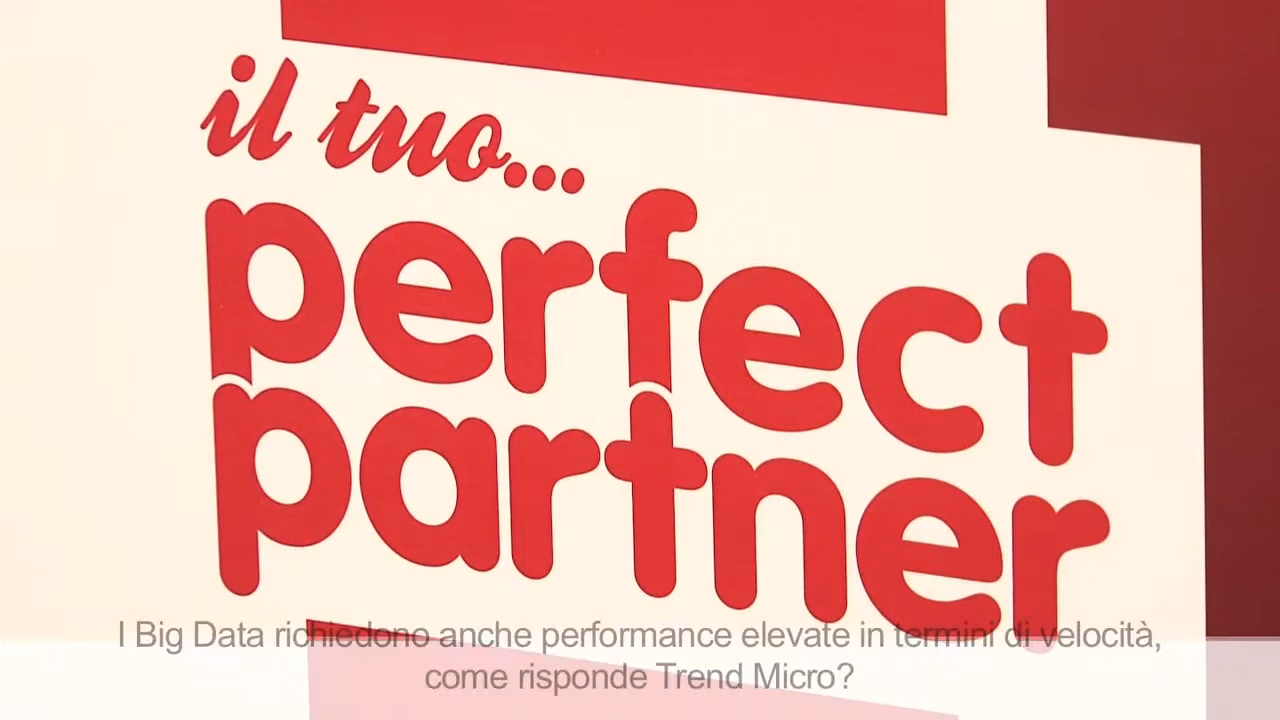 il tuo...
perfect
partner
I Big Data richiedono anche performance elevate in termini di velocità,
come risponde Trend Micro?